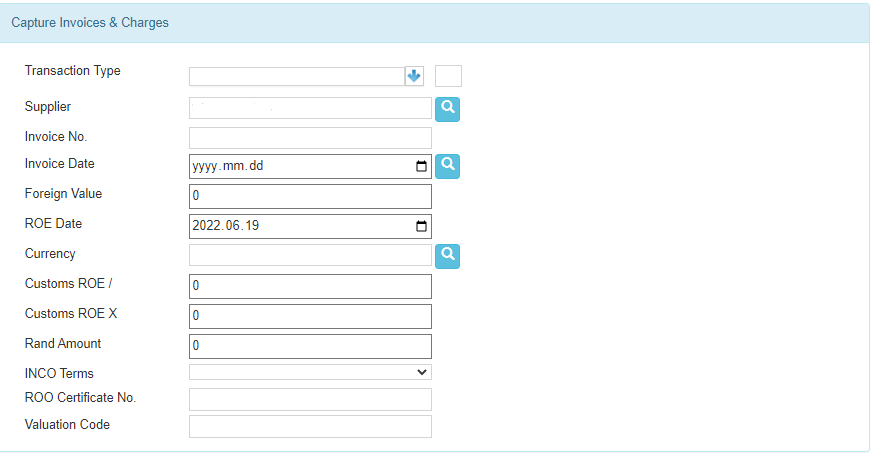 Capture Invoices & Charges
Transaction Type
Supplier
Invoice No.
Invoice Date yyyy.mm.dd
Foreign Value 0
ROE Date 2022.06.19
Currency
Customs ROE / 0
Customs ROE X 0
Rand Amount 0
INCO Terms
ROO Certificate No.
Valuation Code